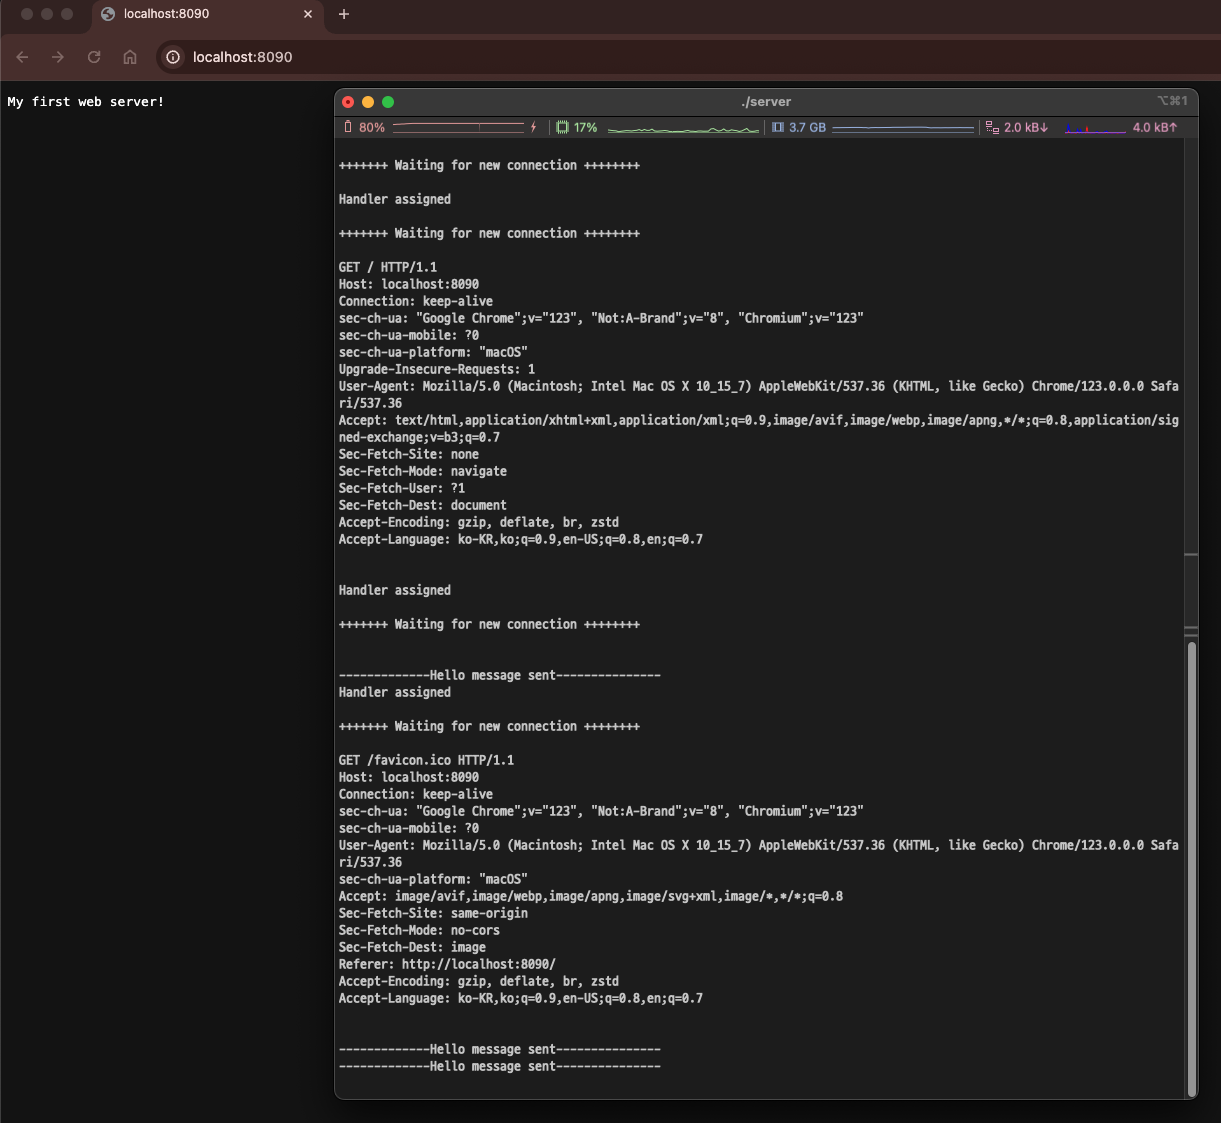 localhost:8090
localhost:8090
My first web server!
./server
⌥⌘1
80%
17%
3.7 GB
2.0 kB↓
4.0 kB↑
+++++++ Waiting for new connection ++++++++
Handler assigned
+++++++ Waiting for new connection ++++++++
GET / HTTP/1.1
Host: localhost:8090
Connection: keep-alive
sec-ch-ua: "Google Chrome";v="123", "Not:A-Brand";v="8", "Chromium";v="123"
sec-ch-ua-mobile: ?0
sec-ch-ua-platform: "macOS"
Upgrade-Insecure-Requests: 1
User-Agent: Mozilla/5.0 (Macintosh; Intel Mac OS X 10_15_7) AppleWebKit/537.36 (KHTML, like Gecko) Chrome/123.0.0.0 Safa
ri/537.36
Accept: text/html,application/xhtml+xml,application/xml;q=0.9,image/avif,image/webp,image/apng,*/*;q=0.8,application/sig
ned-exchange;v=b3;q=0.7
Sec-Fetch-Site: none
Sec-Fetch-Mode: navigate
Sec-Fetch-User: ?1
Sec-Fetch-Dest: document
Accept-Encoding: gzip, deflate, br, zstd
Accept-Language: ko-KR,ko;q=0.9,en-US;q=0.8,en;q=0.7
Handler assigned
+++++++ Waiting for new connection ++++++++
-------------Hello message sent---------------
Handler assigned
+++++++ Waiting for new connection ++++++++
GET /favicon.ico HTTP/1.1
Host: localhost:8090
Connection: keep-alive
sec-ch-ua: "Google Chrome";v="123", "Not:A-Brand";v="8", "Chromium";v="123"
sec-ch-ua-mobile: ?0
User-Agent: Mozilla/5.0 (Macintosh; Intel Mac OS X 10_15_7) AppleWebKit/537.36 (KHTML, like Gecko) Chrome/123.0.0.0 Safa
ri/537.36
sec-ch-ua-platform: "macOS"
Accept: image/avif,image/webp,image/apng,image/svg+xml,image/*,*/*;q=0.8
Sec-Fetch-Site: same-origin
Sec-Fetch-Mode: no-cors
Sec-Fetch-Dest: image
Referer: http://localhost:8090/
Accept-Encoding: gzip, deflate, br, zstd
Accept-Language: ko-KR,ko;q=0.9,en-US;q=0.8,en;q=0.7
-------------Hello message sent---------------
-------------Hello message sent---------------